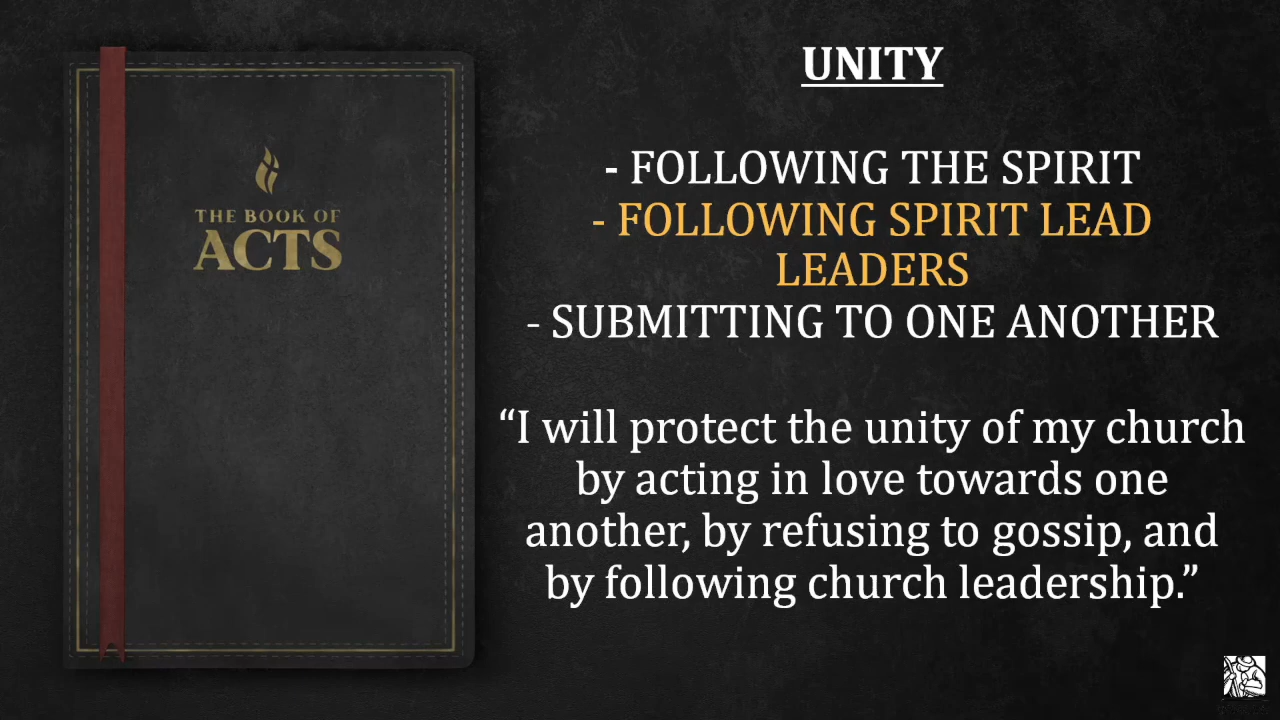 THE BOOK OF
ACTS
UNITY
- FOLLOWING THE SPIRIT
- FOLLOWING SPIRIT LEAD
LEADERS
- SUBMITTING TO ONE ANOTHER
“I will protect the unity of my church
by acting in love towards one
another, by refusing to gossip, and
by following church leadership.”